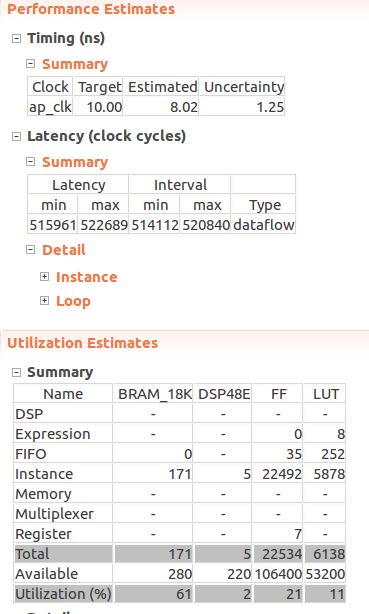 Performance Estimates
Timing (ns)
Summary
Clock Target Estimated Uncertainty
ap_clk 10.00 8.02 1.25
Latency (clock cycles)
Summary
Latency Interval
min max min max Type
515961 522689 514112 520840 dataflow
Detail
Instance
Loop
Utilization Estimates
Summary
Name BRAM_18K DSP48E FF LUT
DSP - - - -
Expression - - 0 8
FIFO 0 - 35 252
Instance 171 5 22492 5878
Memory - - - -
Multiplexer - - - -
Register - - 7 -
Total 171 5 22534 6138
Available 280 220 106400 53200
Utilization (%) 61 2 21 11